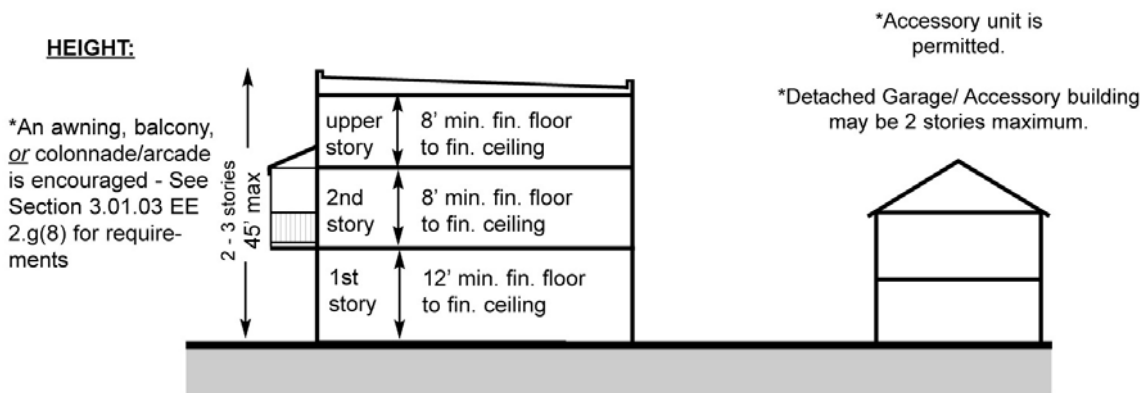 HEIGHT:
*An awning, balcony,
or colonnade/arcade
is encouraged - See
Section 3.01.03 EE
2.g(8) for require-
ments
2 - 3 stories
45' max
upper
story
8' min. fin. floor
to fin. ceiling
2nd
story
8' min. fin. floor
to fin. ceiling
1st
story
12' min. fin. floor
to fin. ceiling
*Accessory unit is
permitted.
*Detached Garage/ Accessory building
may be 2 stories maximum.